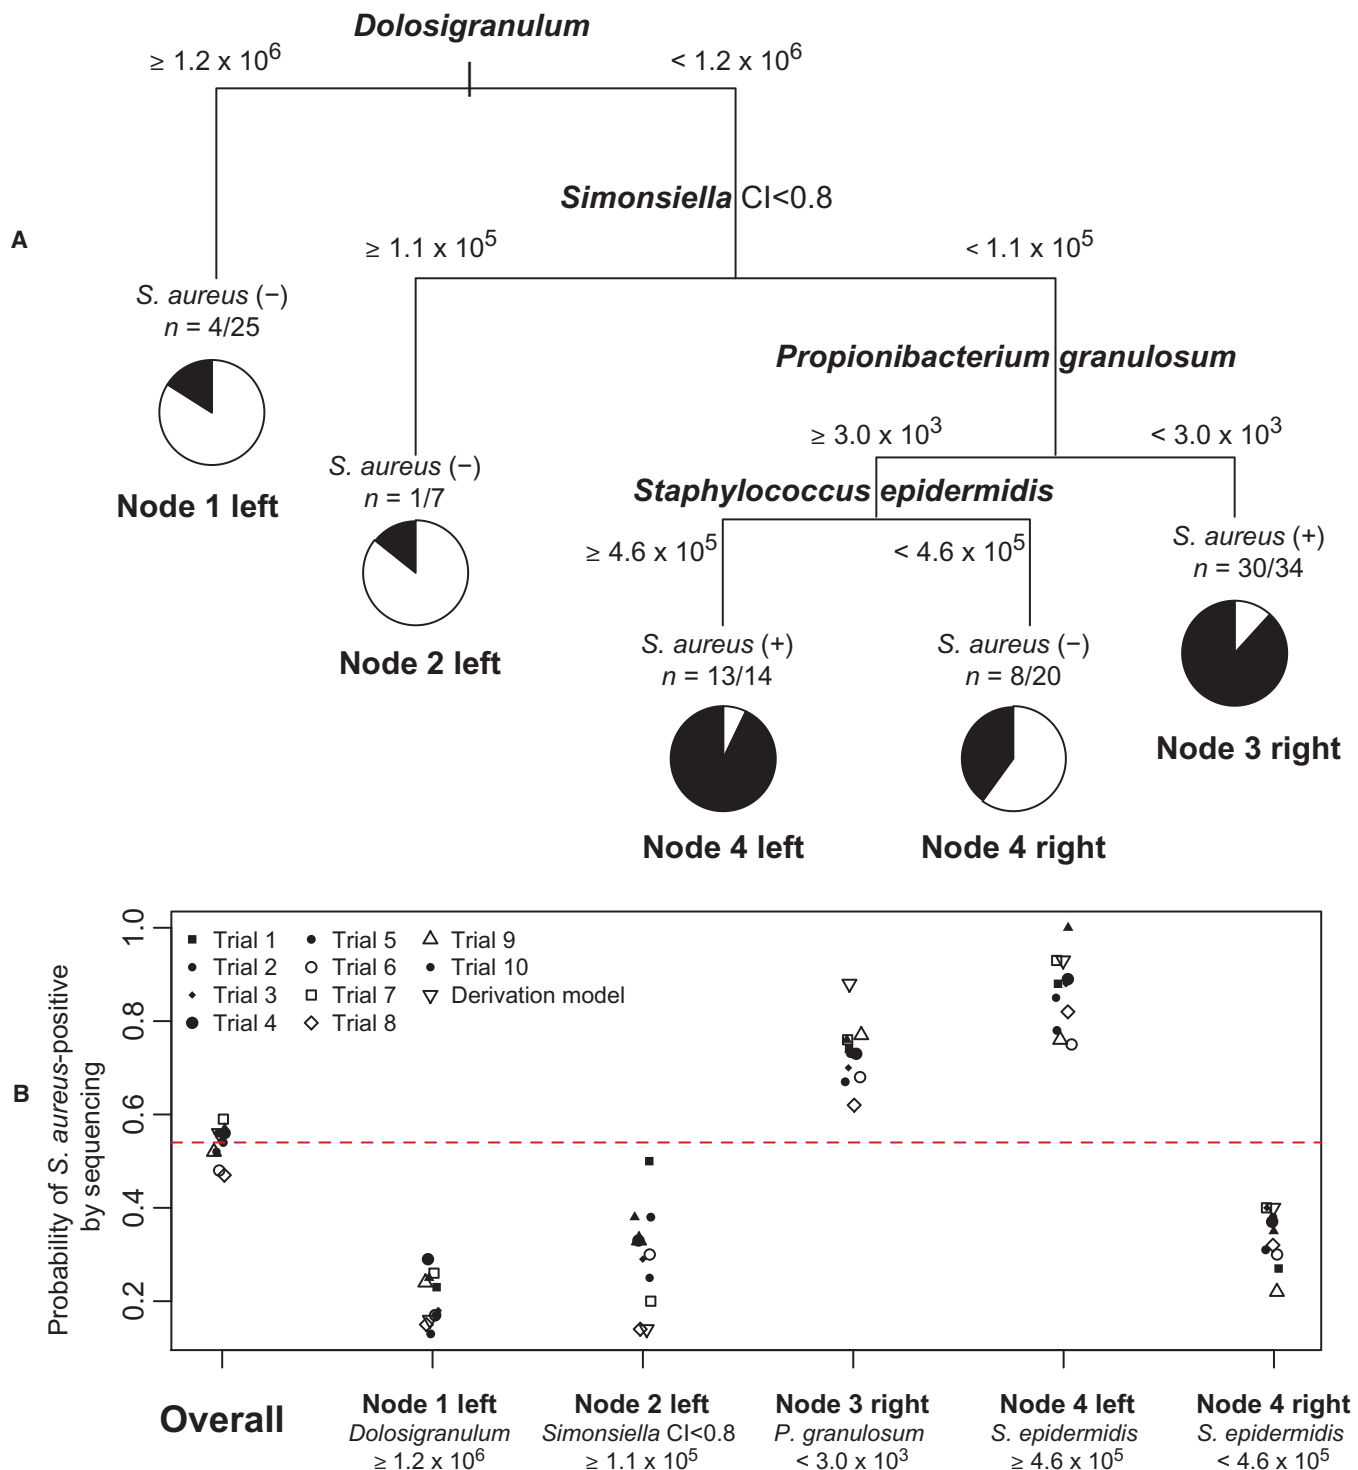 Dolosigranulum
≥ 1.2 x 10^6
< 1.2 x 10^6
Simonsiella CI<0.8
A
≥ 1.1 x 10^5
< 1.1 x 10^5
S. aureus (−)
n = 4/25
Propionibacterium granulosum
≥ 3.0 x 10^3
< 3.0 x 10^3
S. aureus (−)
n = 1/7
Node 1 left
Staphylococcus epidermidis
≥ 4.6 x 10^5
< 4.6 x 10^5
S. aureus (+)
n = 30/34
Node 2 left
S. aureus (+)
n = 13/14
S. aureus (−)
n = 8/20
Node 3 right
Node 4 left
Node 4 right
B
Probability of S. aureus-positive
by sequencing
1.0
0.8
0.6
0.4
0.2
Trial 1
Trial 2
Trial 3
Trial 4
Trial 5
Trial 6
Trial 7
Trial 8
Trial 9
Trial 10
Derivation model
Overall
Node 1 left
Dolosigranulum
≥ 1.2 x 10^6
Node 2 left
Simonsiella CI<0.8
≥ 1.1 x 10^5
Node 3 right
P. granulosum
< 3.0 x 10^3
Node 4 left
S. epidermidis
≥ 4.6 x 10^5
Node 4 right
S. epidermidis
< 4.6 x 10^5